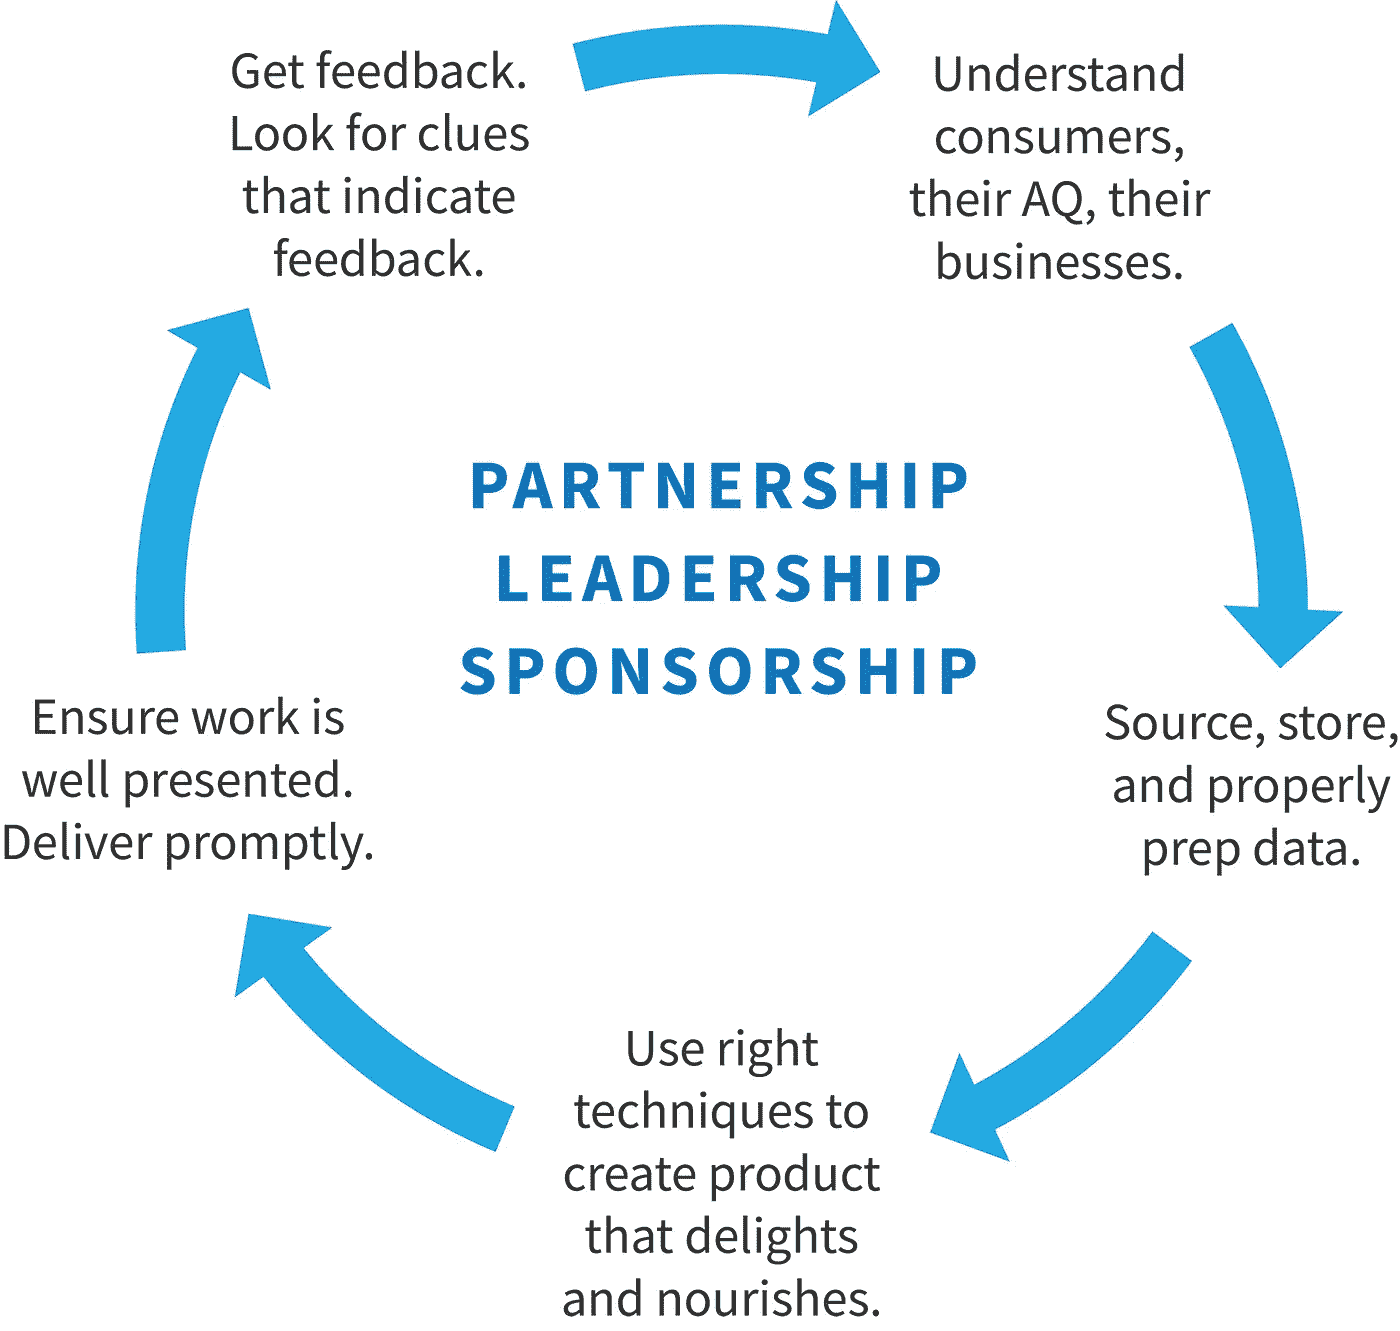 Get feedback.
Look for clues
that indicate
feedback.
Understand
consumers,
their AQ, their
businesses.
PARTNERSHIP
LEADERSHIP
SPONSORSHIP
Ensure work is
well presented.
Deliver promptly.
Source, store,
and properly
prep data.
Use right
techniques to
create product
that delights
and nourishes.